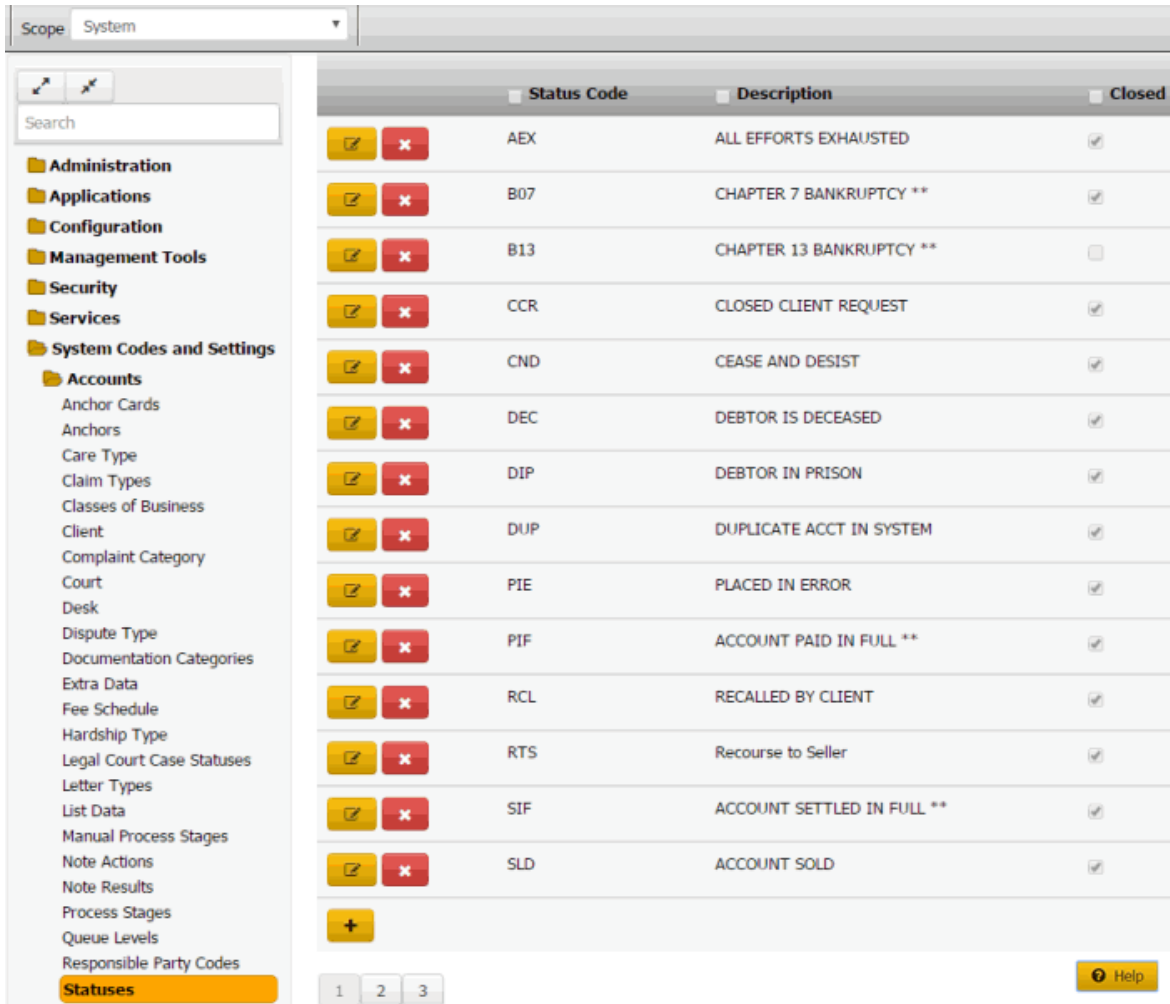 Scope System
Search
Administration
Applications
Configuration
Management Tools
Security
Services
System Codes and Settings
Accounts
Anchor Cards
Anchors
Care Type
Claim Types
Classes of Business
Client
Complaint Category
Court
Desk
Dispute Type
Documentation Categories
Extra Data
Fee Schedule
Hardship Type
Legal Court Case Statuses
Letter Types
List Data
Manual Process Stages
Note Actions
Note Results
Process Stages
Queue Levels
Responsible Party Codes
Statuses
Status Code Description Closed
AEX ALL EFFORTS EXHAUSTED
B07 CHAPTER 7 BANKRUPTCY **
B13 CHAPTER 13 BANKRUPTCY **
CCR CLOSED CLIENT REQUEST
CND CEASE AND DESIST
DEC DEBTOR IS DECEASED
DIP DEBTOR IN PRISON
DUP DUPLICATE ACCT IN SYSTEM
PIE PLACED IN ERROR
PIF ACCOUNT PAID IN FULL **
RCL RECALLED BY CLIENT
RTS Recourse to Seller
SIF ACCOUNT SETTLED IN FULL **
SLD ACCOUNT SOLD
1 2 3
Help